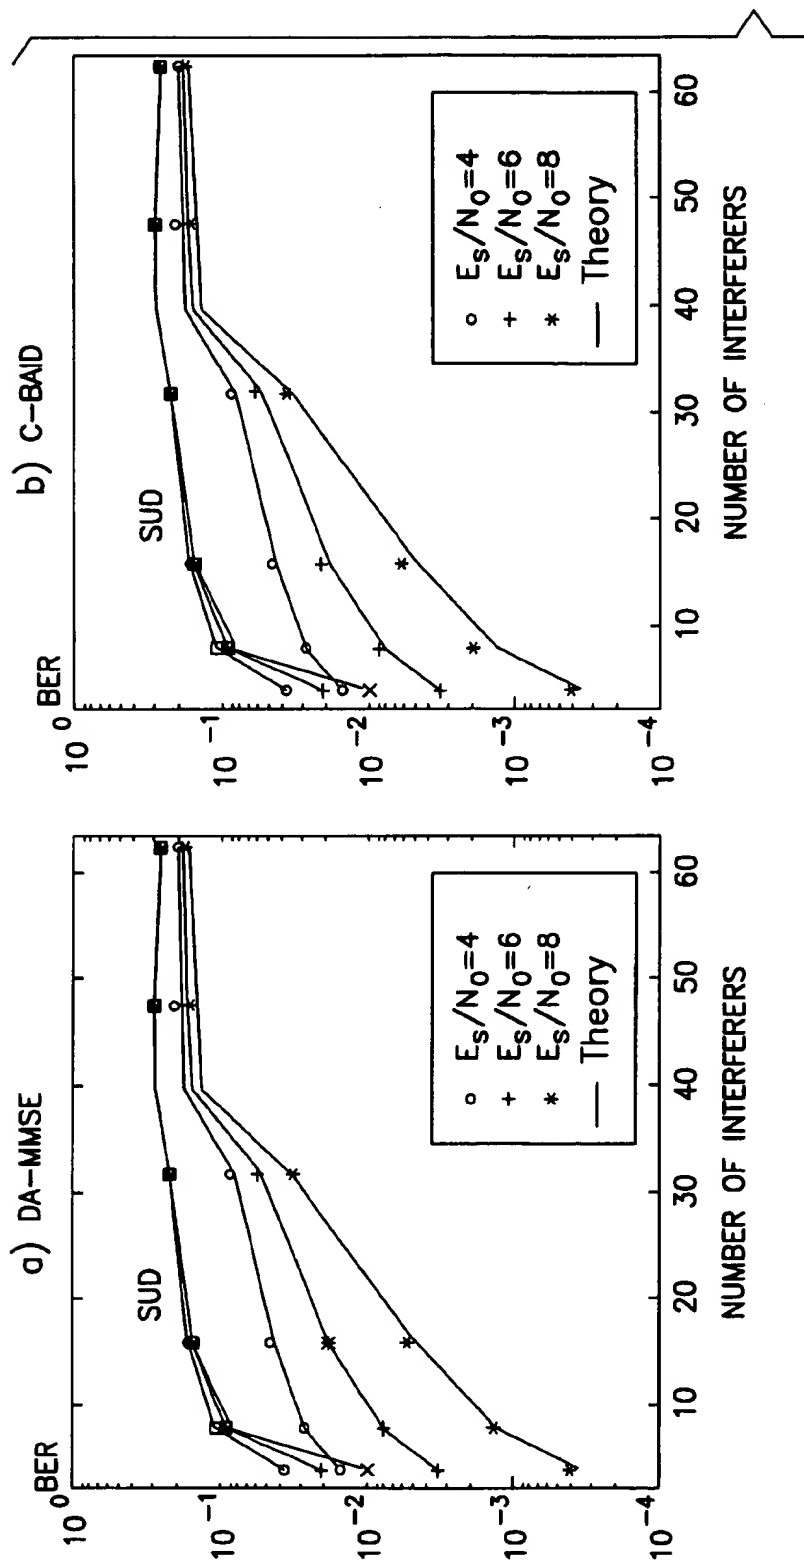 a) DA-MMSE
BER
10 0
10 -1
10 -2
10 -3
10 -4
SUD
o E_s/N_0=4
+ E_s/N_0=6
* E_s/N_0=8
— Theory
10 20 30 40 50 60
NUMBER OF INTERFERERS
b) C-BAID
BER
10 0
10 -1
10 -2
10 -3
10 -4
SUD
o E_s/N_0=4
+ E_s/N_0=6
* E_s/N_0=8
— Theory
10 20 30 40 50 60
NUMBER OF INTERFERERS